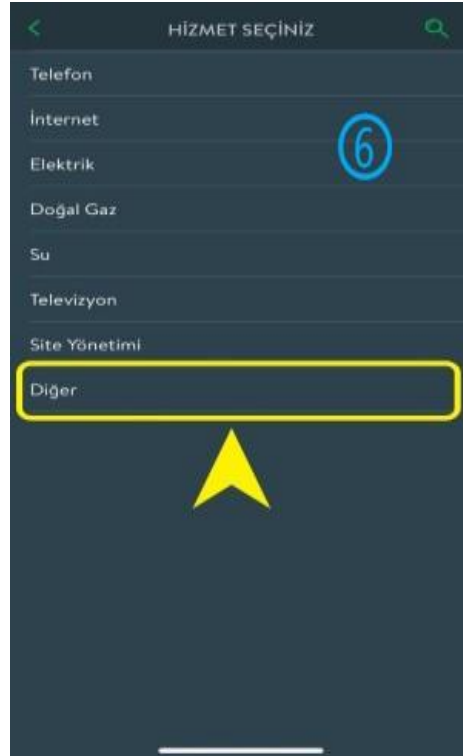 HİZMET SEÇİNİZ
Telefon
İnternet
6
Elektrik
Doğal Gaz
Su
Televizyon
Site Yönetimi
Diğer